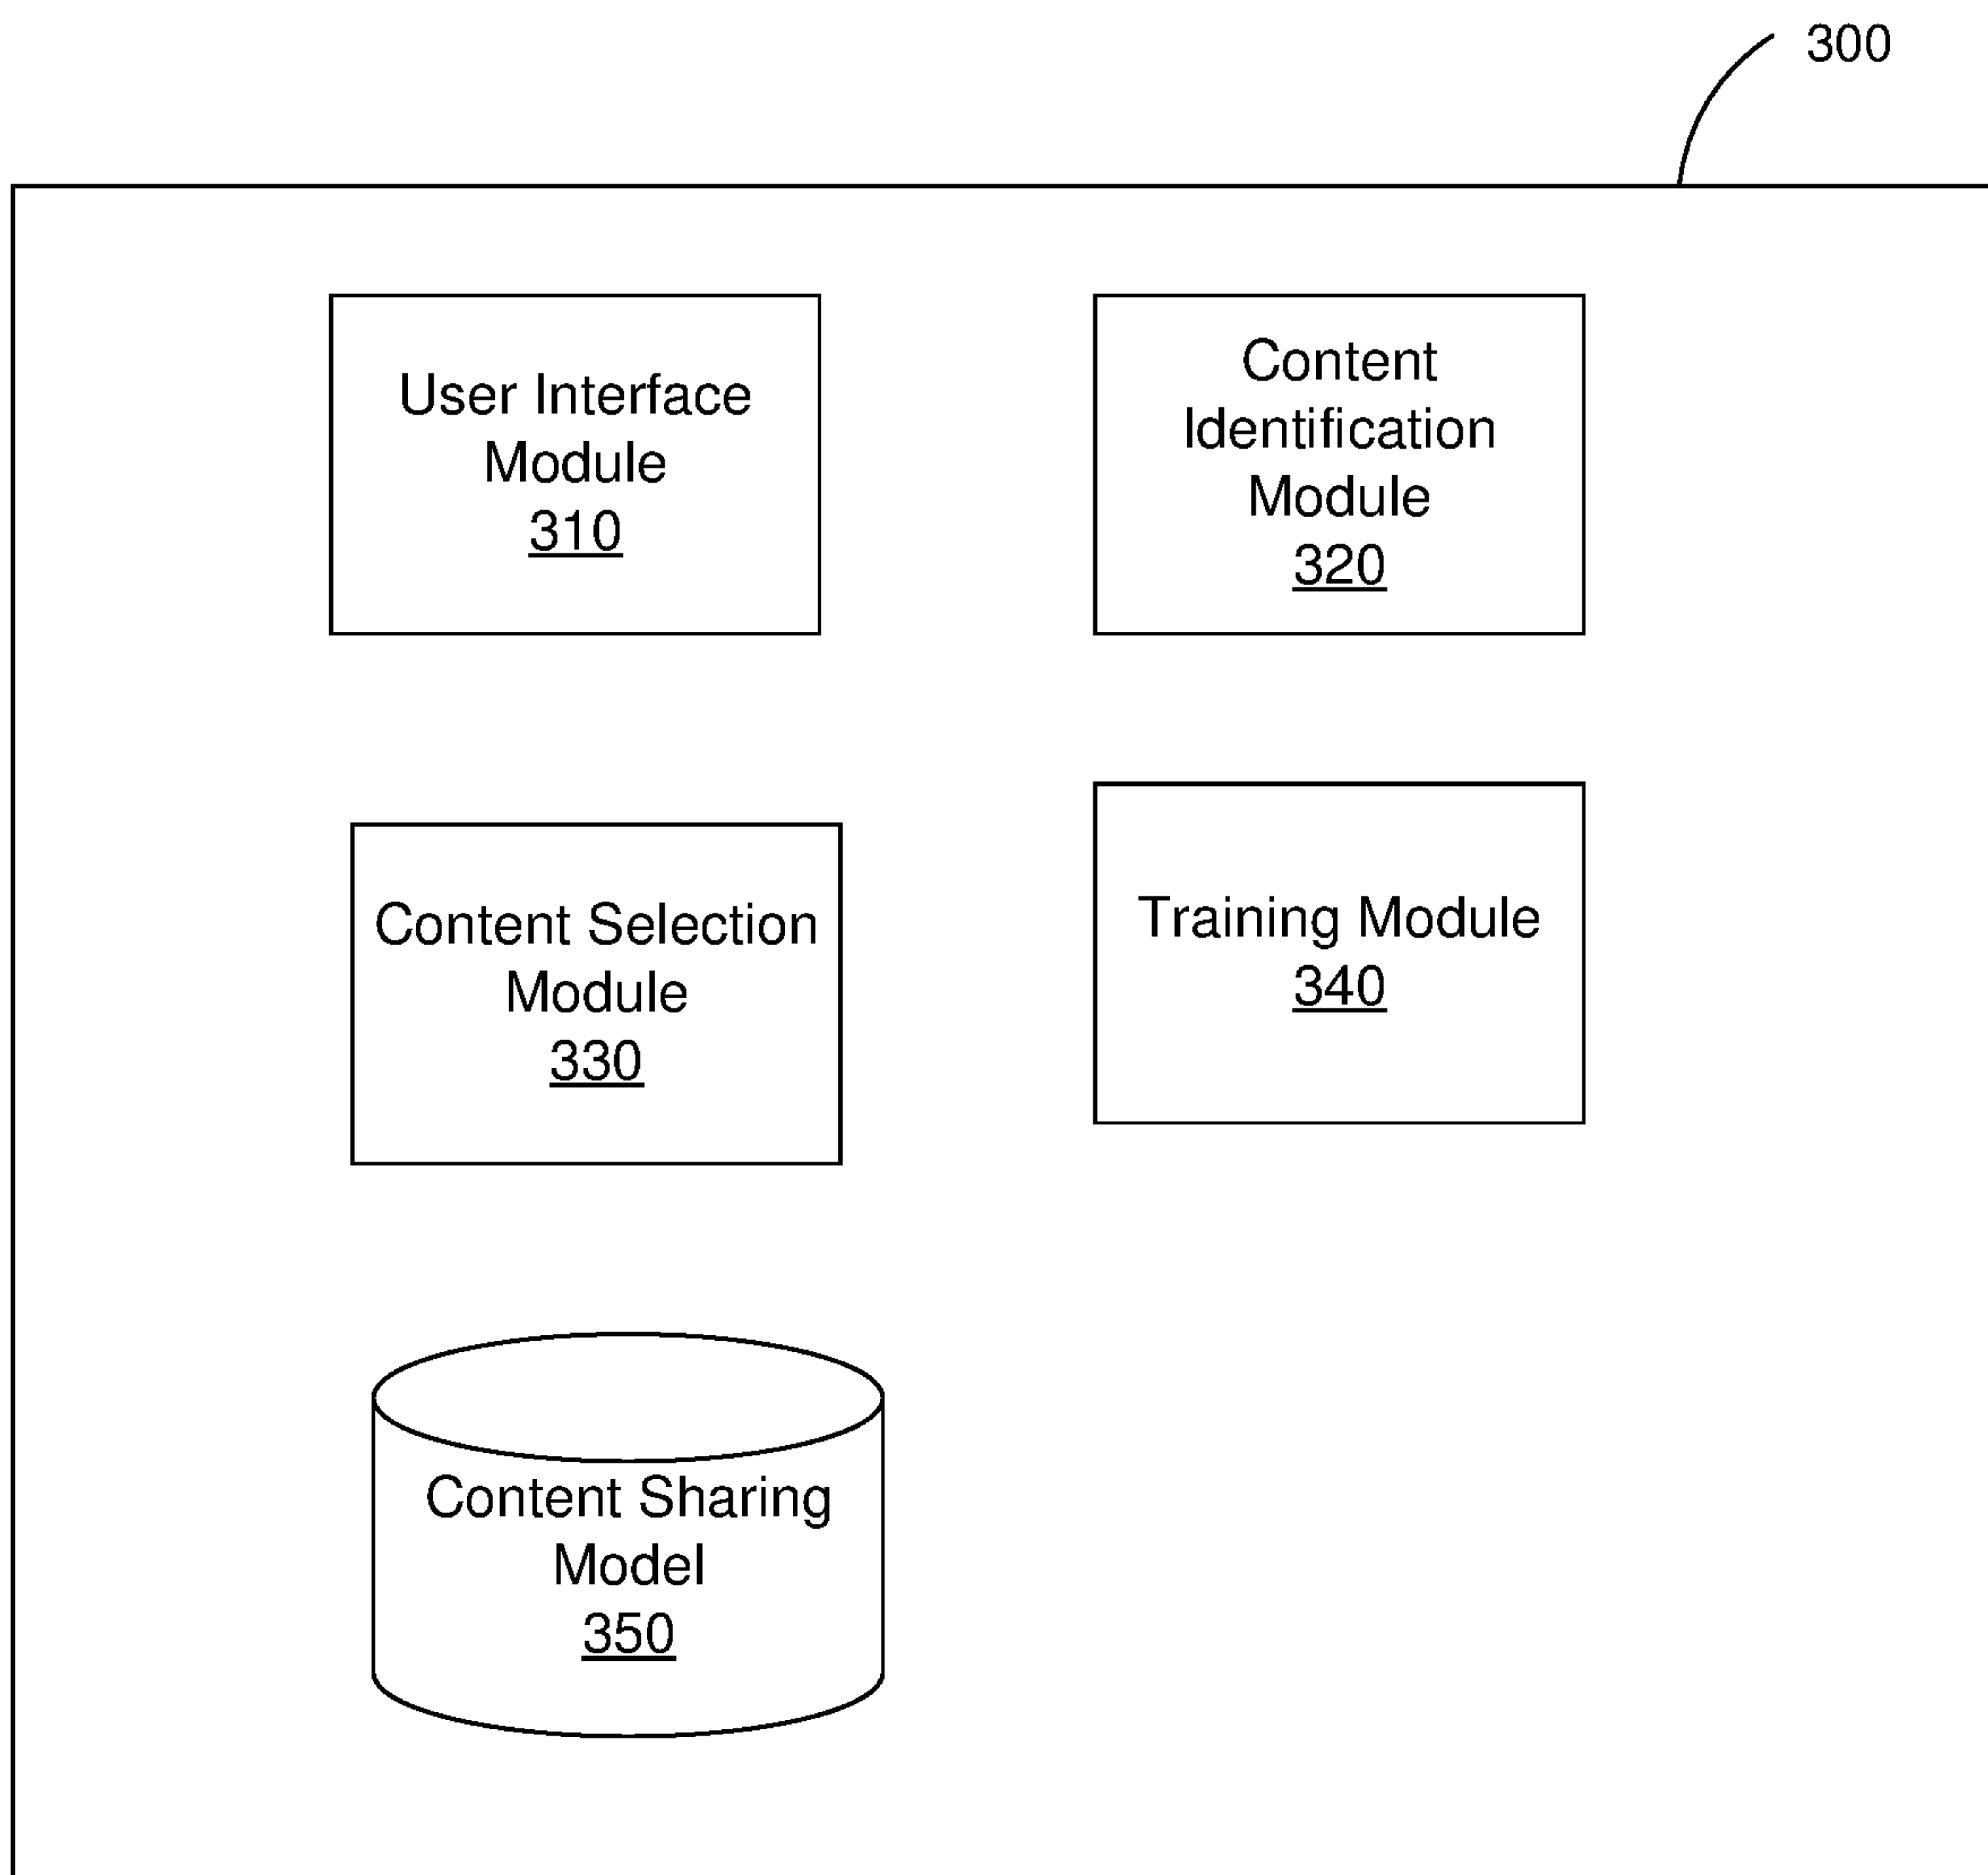 300
User Interface
Module
310
Content
Identification
Module
320
Content Selection
Module
330
Training Module
340
Content Sharing
Model
350